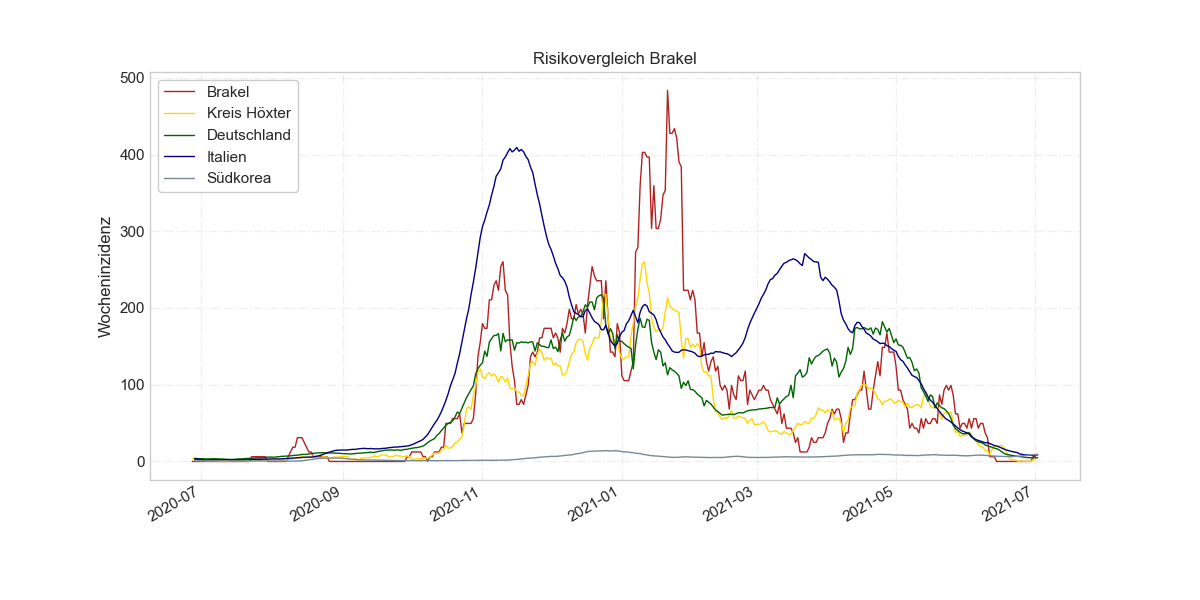 Risikovergleich Brakel
Wocheninzidenz
500
400
300
200
100
0
Brakel
Kreis Höxter
Deutschland
Italien
Südkorea
2020-07
2020-09
2020-11
2021-01
2021-03
2021-05
2021-07